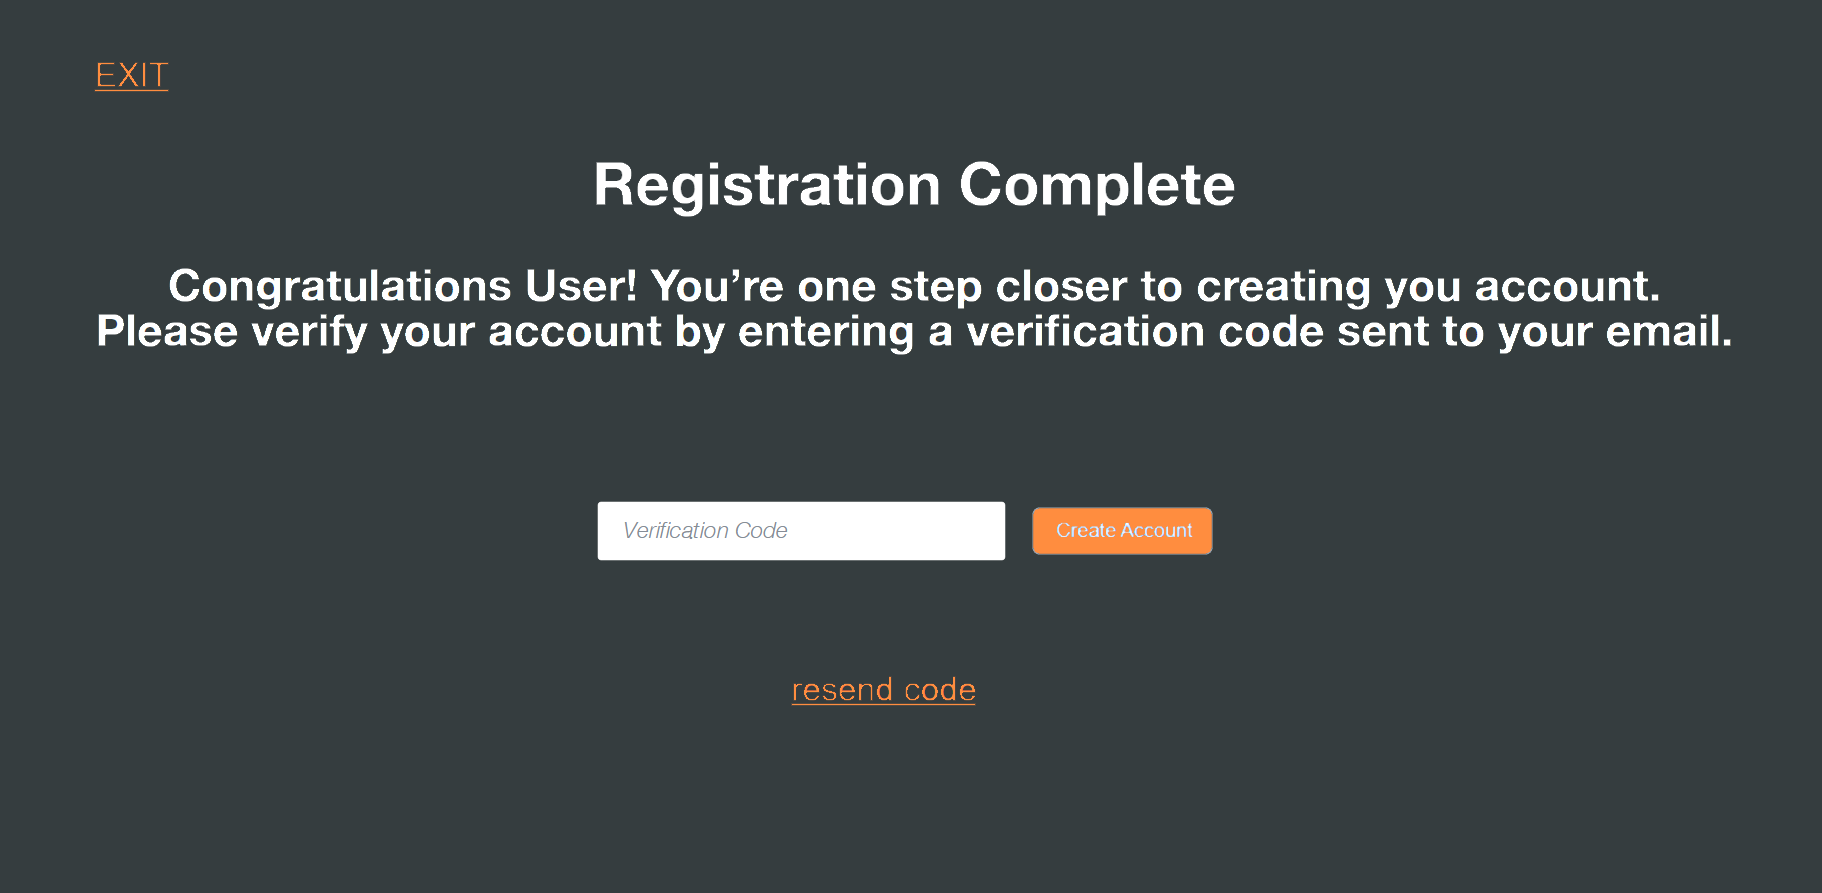 EXIT
Registration Complete
Congratulations User! You’re one step closer to creating you account.
Please verify your account by entering a verification code sent to your email.
Verification Code
Create Account
resend code